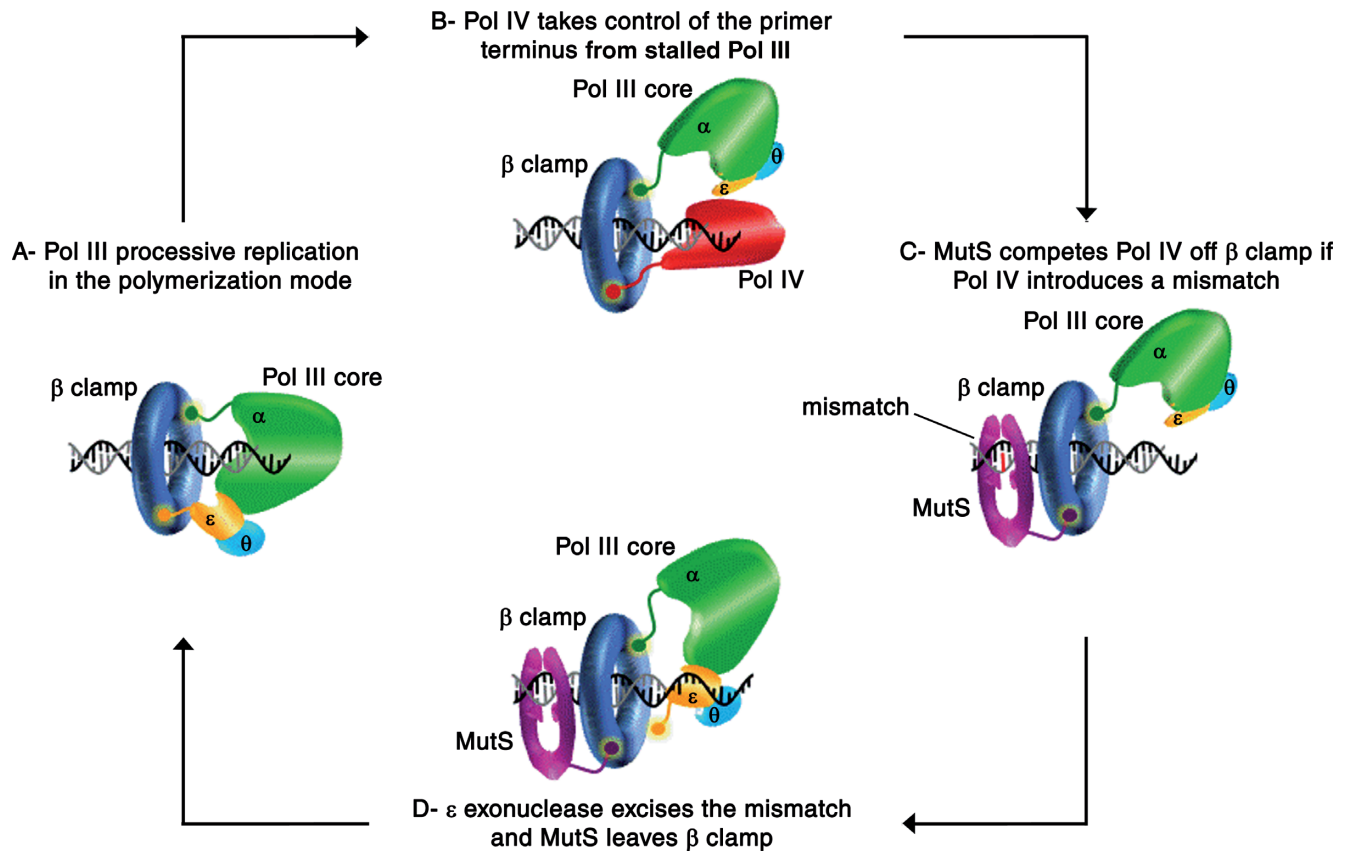 B- Pol IV takes control of the primer
terminus from stalled Pol III
Pol III core
α
θ
β clamp
ε
Pol IV
A- Pol III processive replication
in the polymerization mode
Pol III core
β clamp
α
ε
θ
C- MutS competes Pol IV off β clamp if
Pol IV introduces a mismatch
Pol III core
α
β clamp
θ
mismatch
ε
MutS
Pol III core
α
β clamp
ε
θ
MutS
D- ε exonuclease excises the mismatch
and MutS leaves β clamp